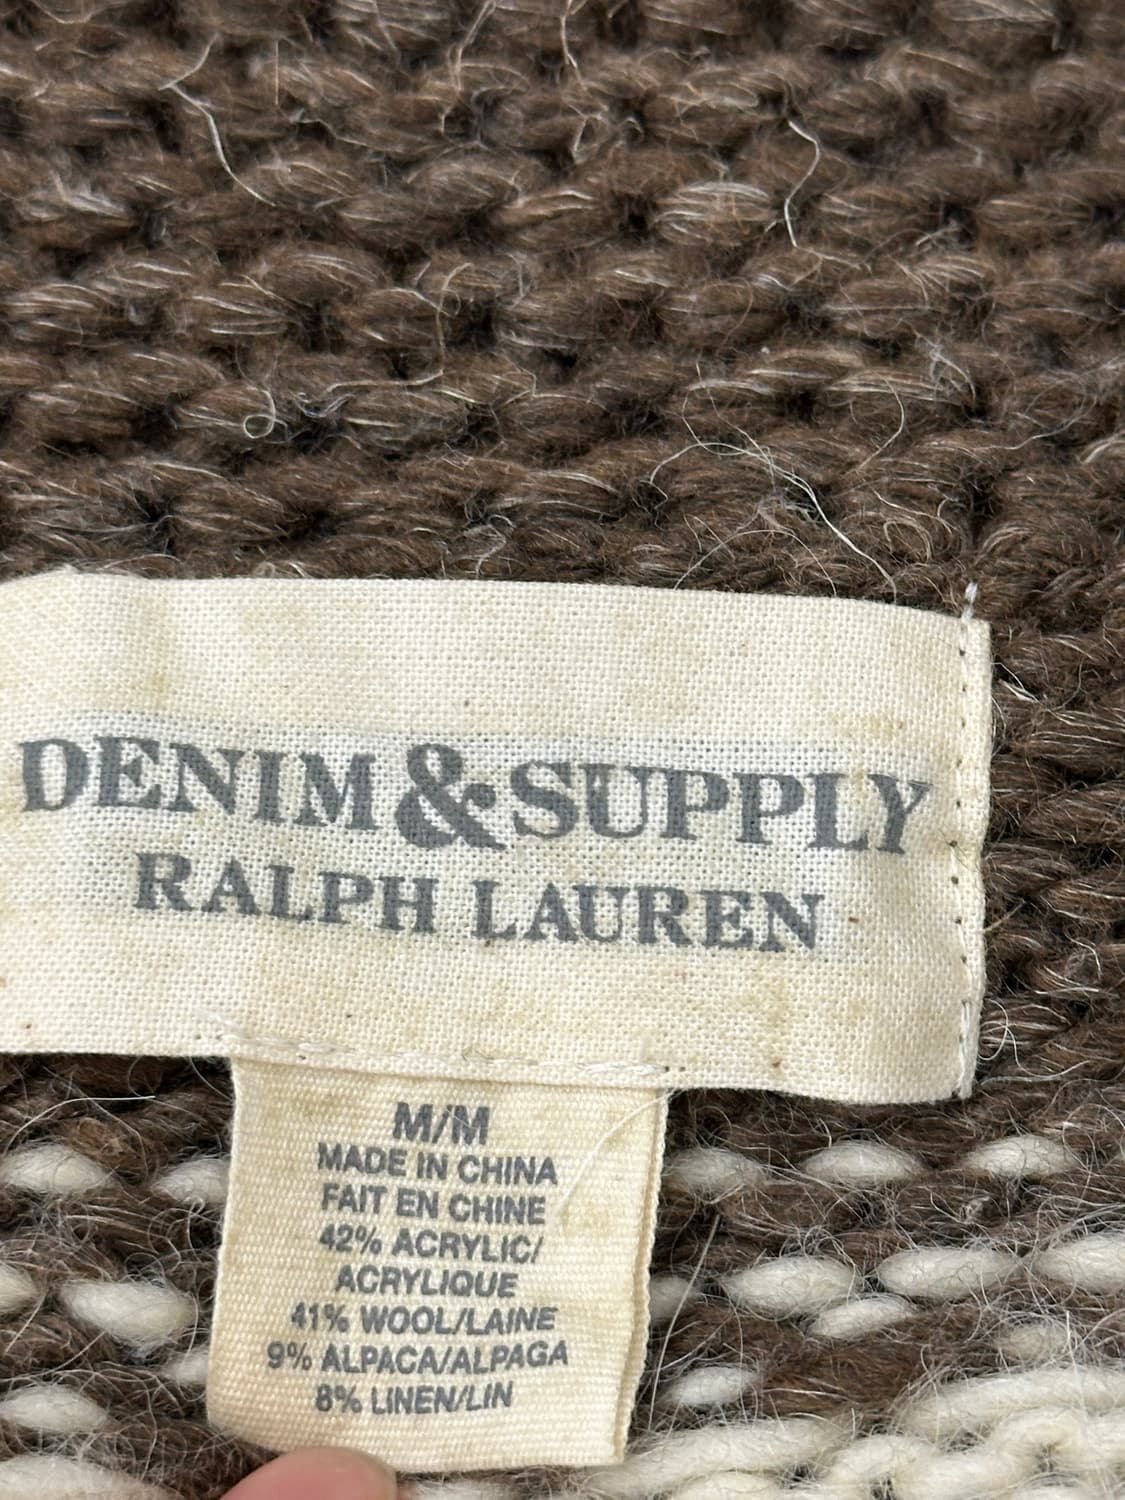 DENIM & SUPPLY
RALPH LAUREN
M/M
MADE IN CHINA
FAIT EN CHINE
42% ACRYLIC/
ACRYLIQUE
41% WOOL/LAINE
9% ALPACA/ALPAGA
8% LINEN/LIN